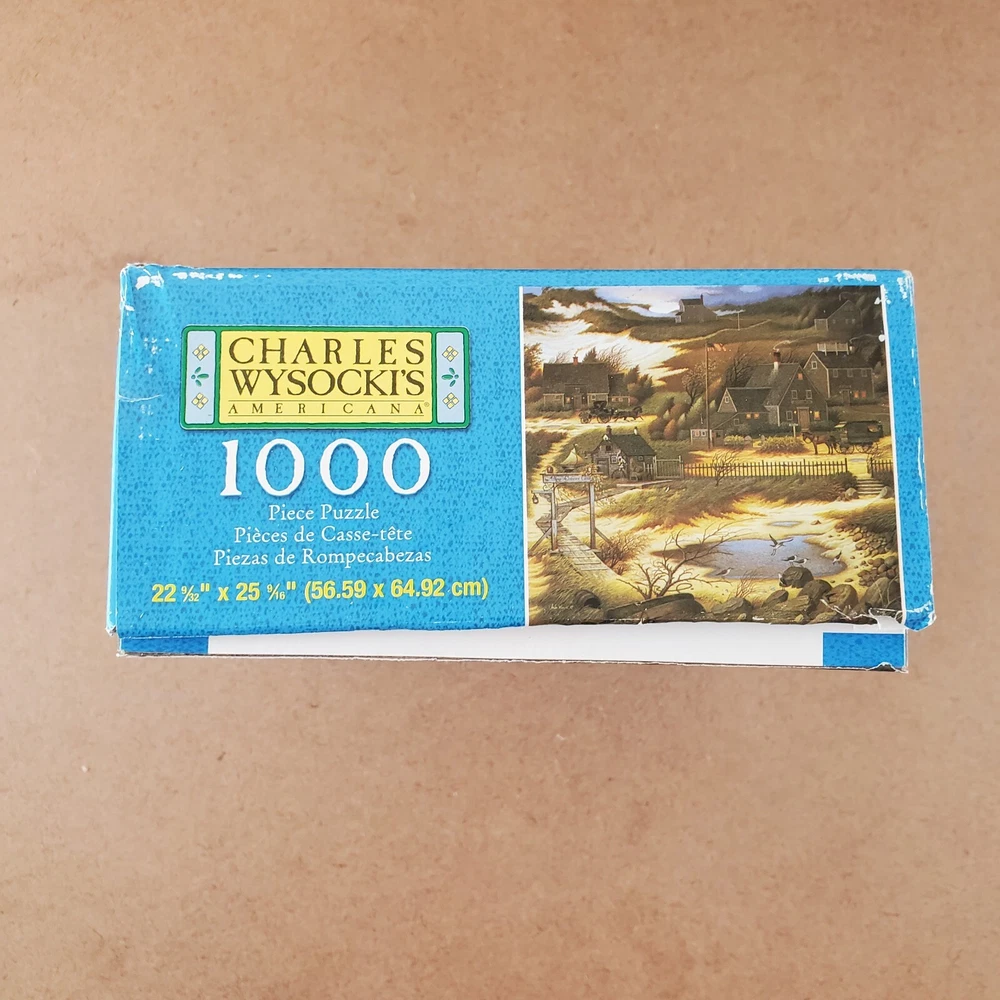 CHARLES
WYSOCKI'S
AMERICANA®
1000
Piece Puzzle
Pièces de Casse-tête
Piezas de Rompecabezas
22 9/32" x 25 9/16" (56.59 x 64.92 cm)